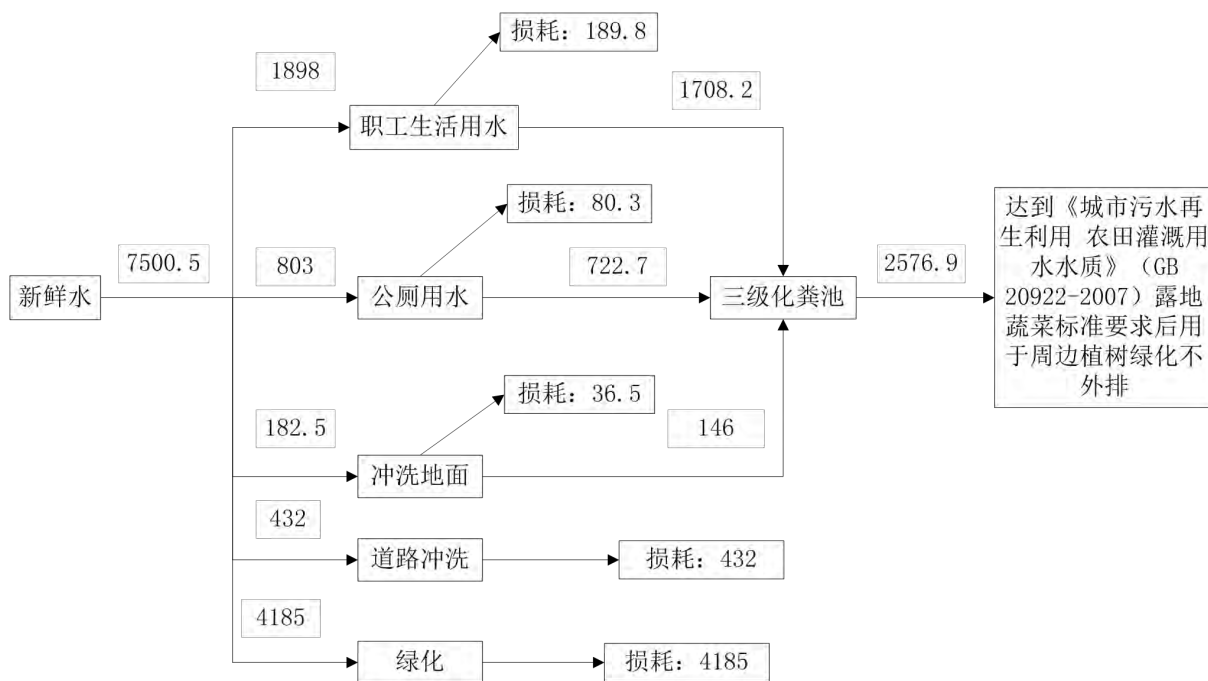 损耗：189.8
1898
1708.2
职工生活用水
损耗：80.3
7500.5
803
722.7
2576.9
新鲜水
公厕用水
三级化粪池
达到《城市污水再
生利用 农田灌溉用
水水质》（GB
20922-2007）露地
蔬菜标准要求后用
于周边植树绿化不
外排
损耗：36.5
182.5
146
冲洗地面
432
道路冲洗
损耗：432
4185
绿化
损耗：4185